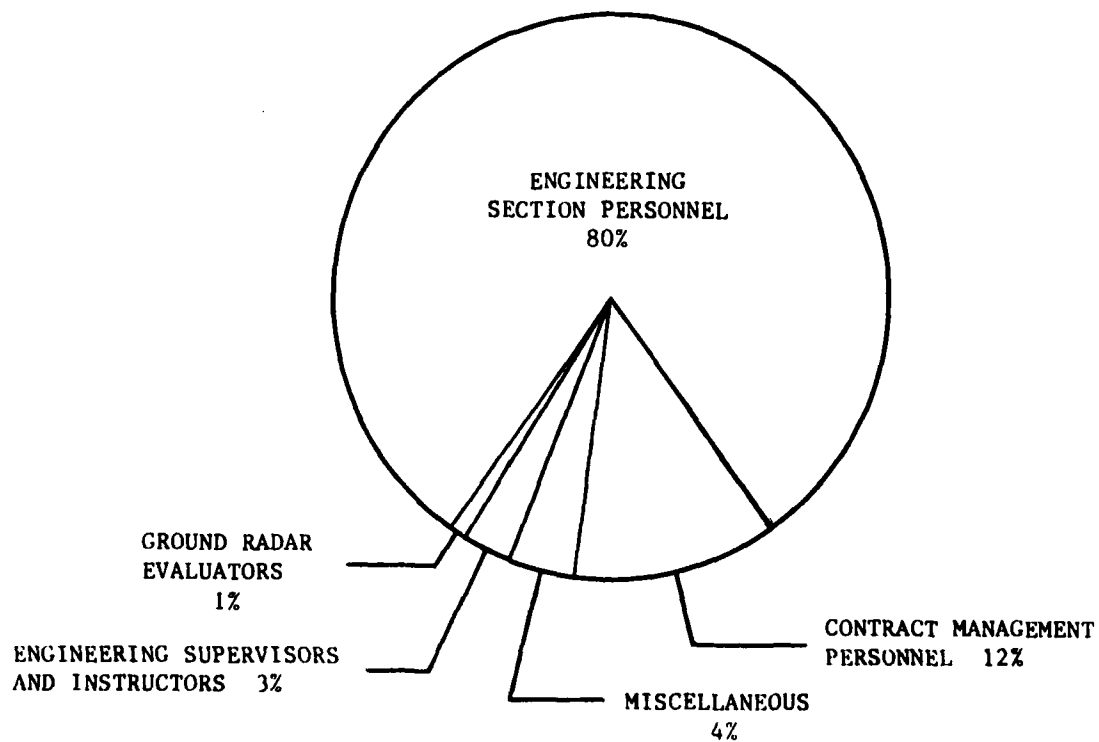 ENGINEERING
SECTION PERSONNEL
80%
GROUND RADAR
EVALUATORS
1%
ENGINEERING SUPERVISORS
AND INSTRUCTORS 3%
CONTRACT MANAGEMENT
PERSONNEL 12%
MISCELLANEOUS
4%